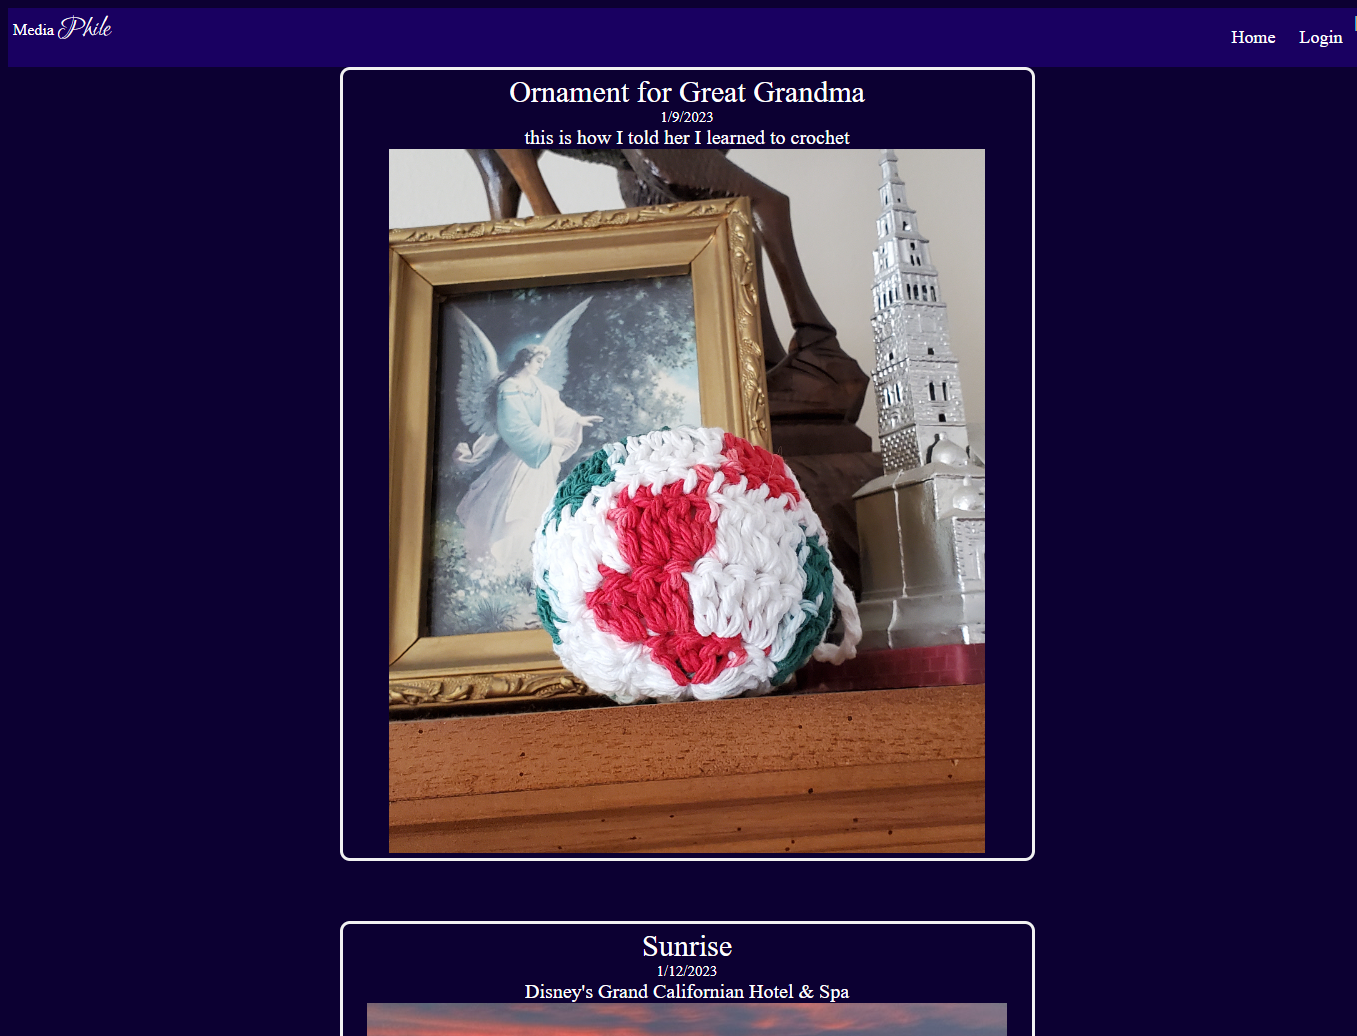 Media Phile
Home Login
Ornament for Great Grandma
1/9/2023
this is how I told her I learned to crochet
Sunrise
1/12/2023
Disney's Grand Californian Hotel & Spa